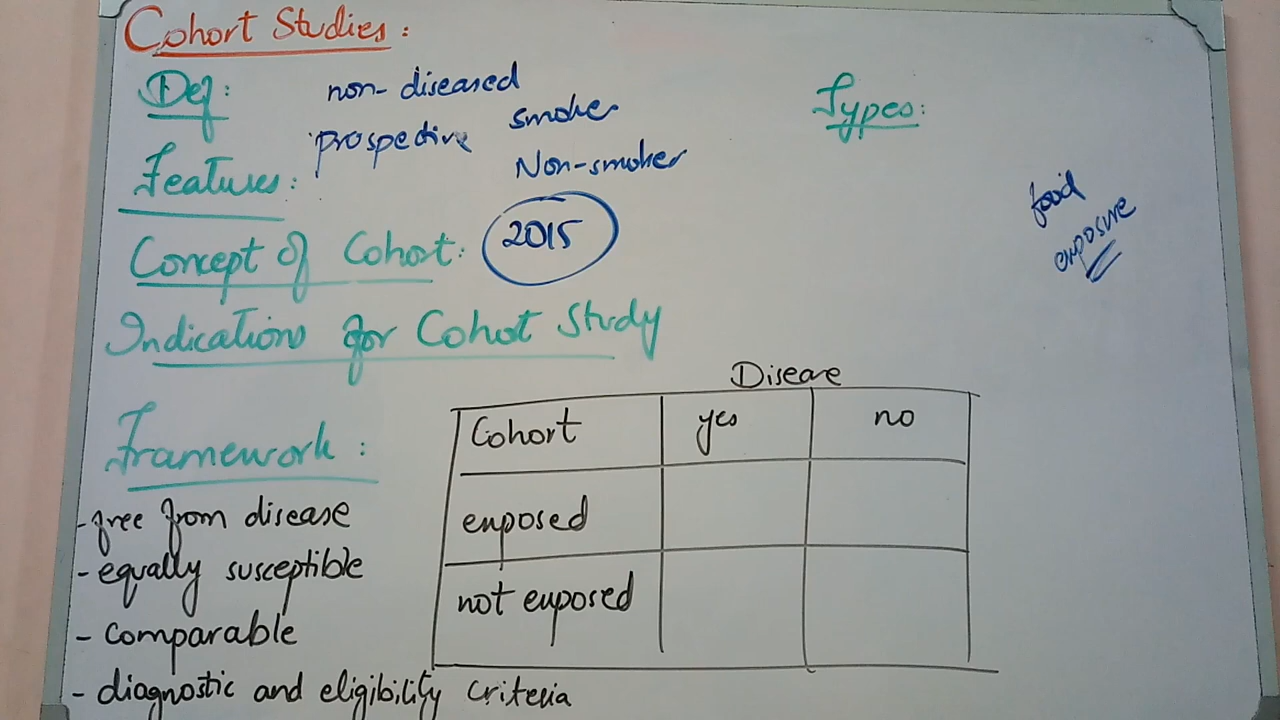 Cohort Studies:
Def: non-diseased
prospective smoker
Non-smoker
Features:
Concept of Cohort: 2015
Indications for Cohot Study
Types:
food
exposure
Framework:
-free from disease
-equally susceptible
- comparable
- diagnostic and eligibility criteria
Disease
Cohort yes no
exposed
not exposed